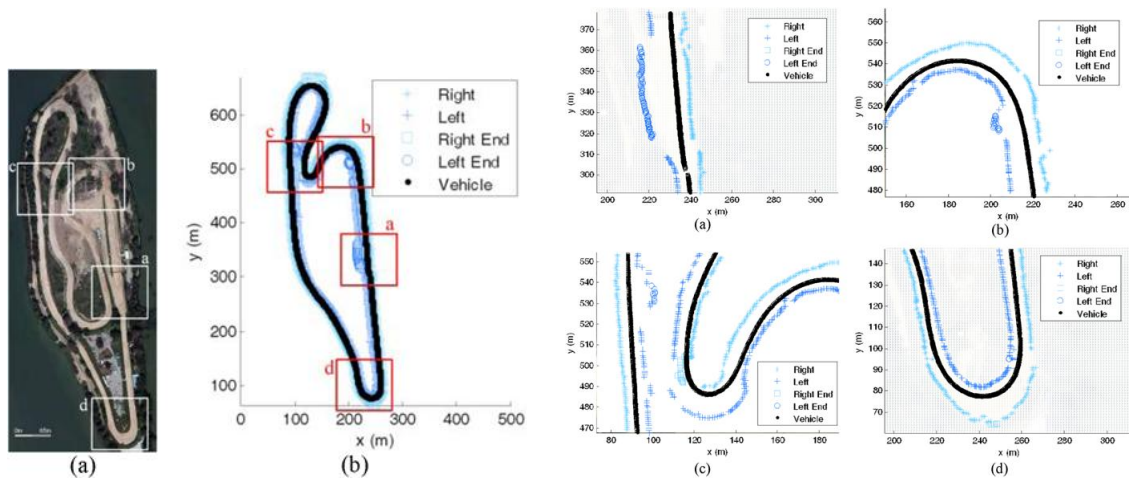 (a)
c
b
a
d
0m 65m
(a)
y (m)
600
500
400
300
200
100
0 100 200 300 400 500
x (m)
c
b
a
d
Right
Left
Right End
Left End
Vehicle
(b)
y (m)
370
360
350
340
330
320
310
300
200 220 240 260 280 300
x (m)
Right
Left
Right End
Left End
Vehicle
(a)
y (m)
560
550
540
530
520
510
500
490
480
160 180 200 220 240 260
x (m)
Right
Left
Right End
Left End
Vehicle
(b)
y (m)
550
540
530
520
510
500
490
480
470
80 100 120 140 160 180
x (m)
Right
Left
Right End
Left End
Vehicle
(c)
y (m)
140
130
120
110
100
90
80
70
60
200 220 240 260 280 300
x (m)
Right
Left
Right End
Left End
Vehicle
(d)